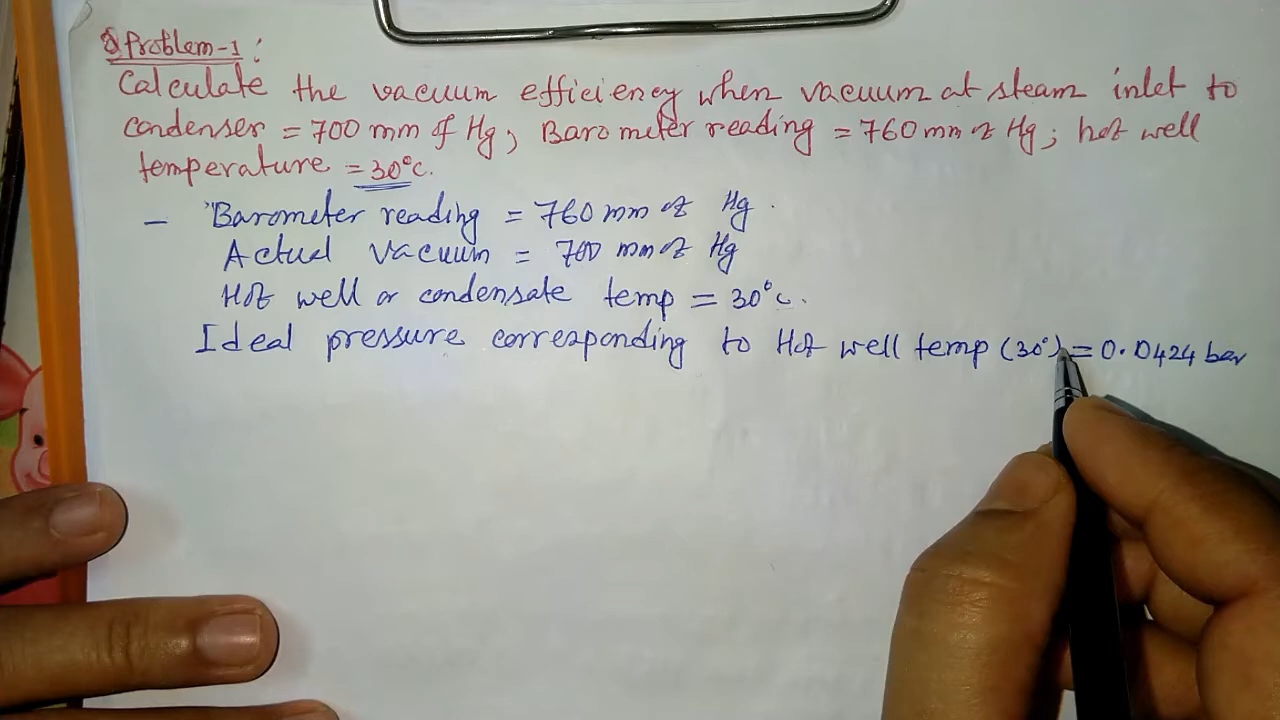 Problem-1:
Calculate the vacuum efficiency when vacuum at steam inlet to
condenser = 700 mm of Hg; Barometer reading = 760 mm of Hg; hot well
temperature = 30°c.
- Barometer reading = 760 mm of Hg.
Actual vacuum = 700 mm of Hg
Hot well or condensate temp = 30°c.
Ideal pressure corresponding to Hot well temp (30°) = 0.0424 bar